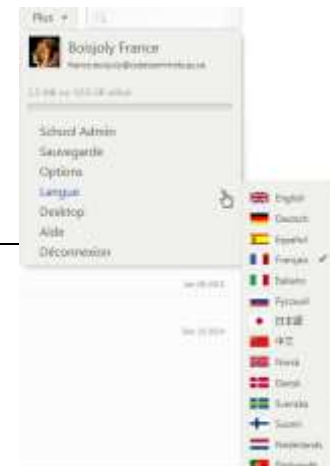 Plus
Boisjoly France
School Admin
Sauvegarde
Options
Langue
Desktop
Aide
Déconnexion
English
Deutsch
Español
Français
Italiano
Русский
日本語
中文
Norsk
Dansk
Svenska
Suomi
Nederlands